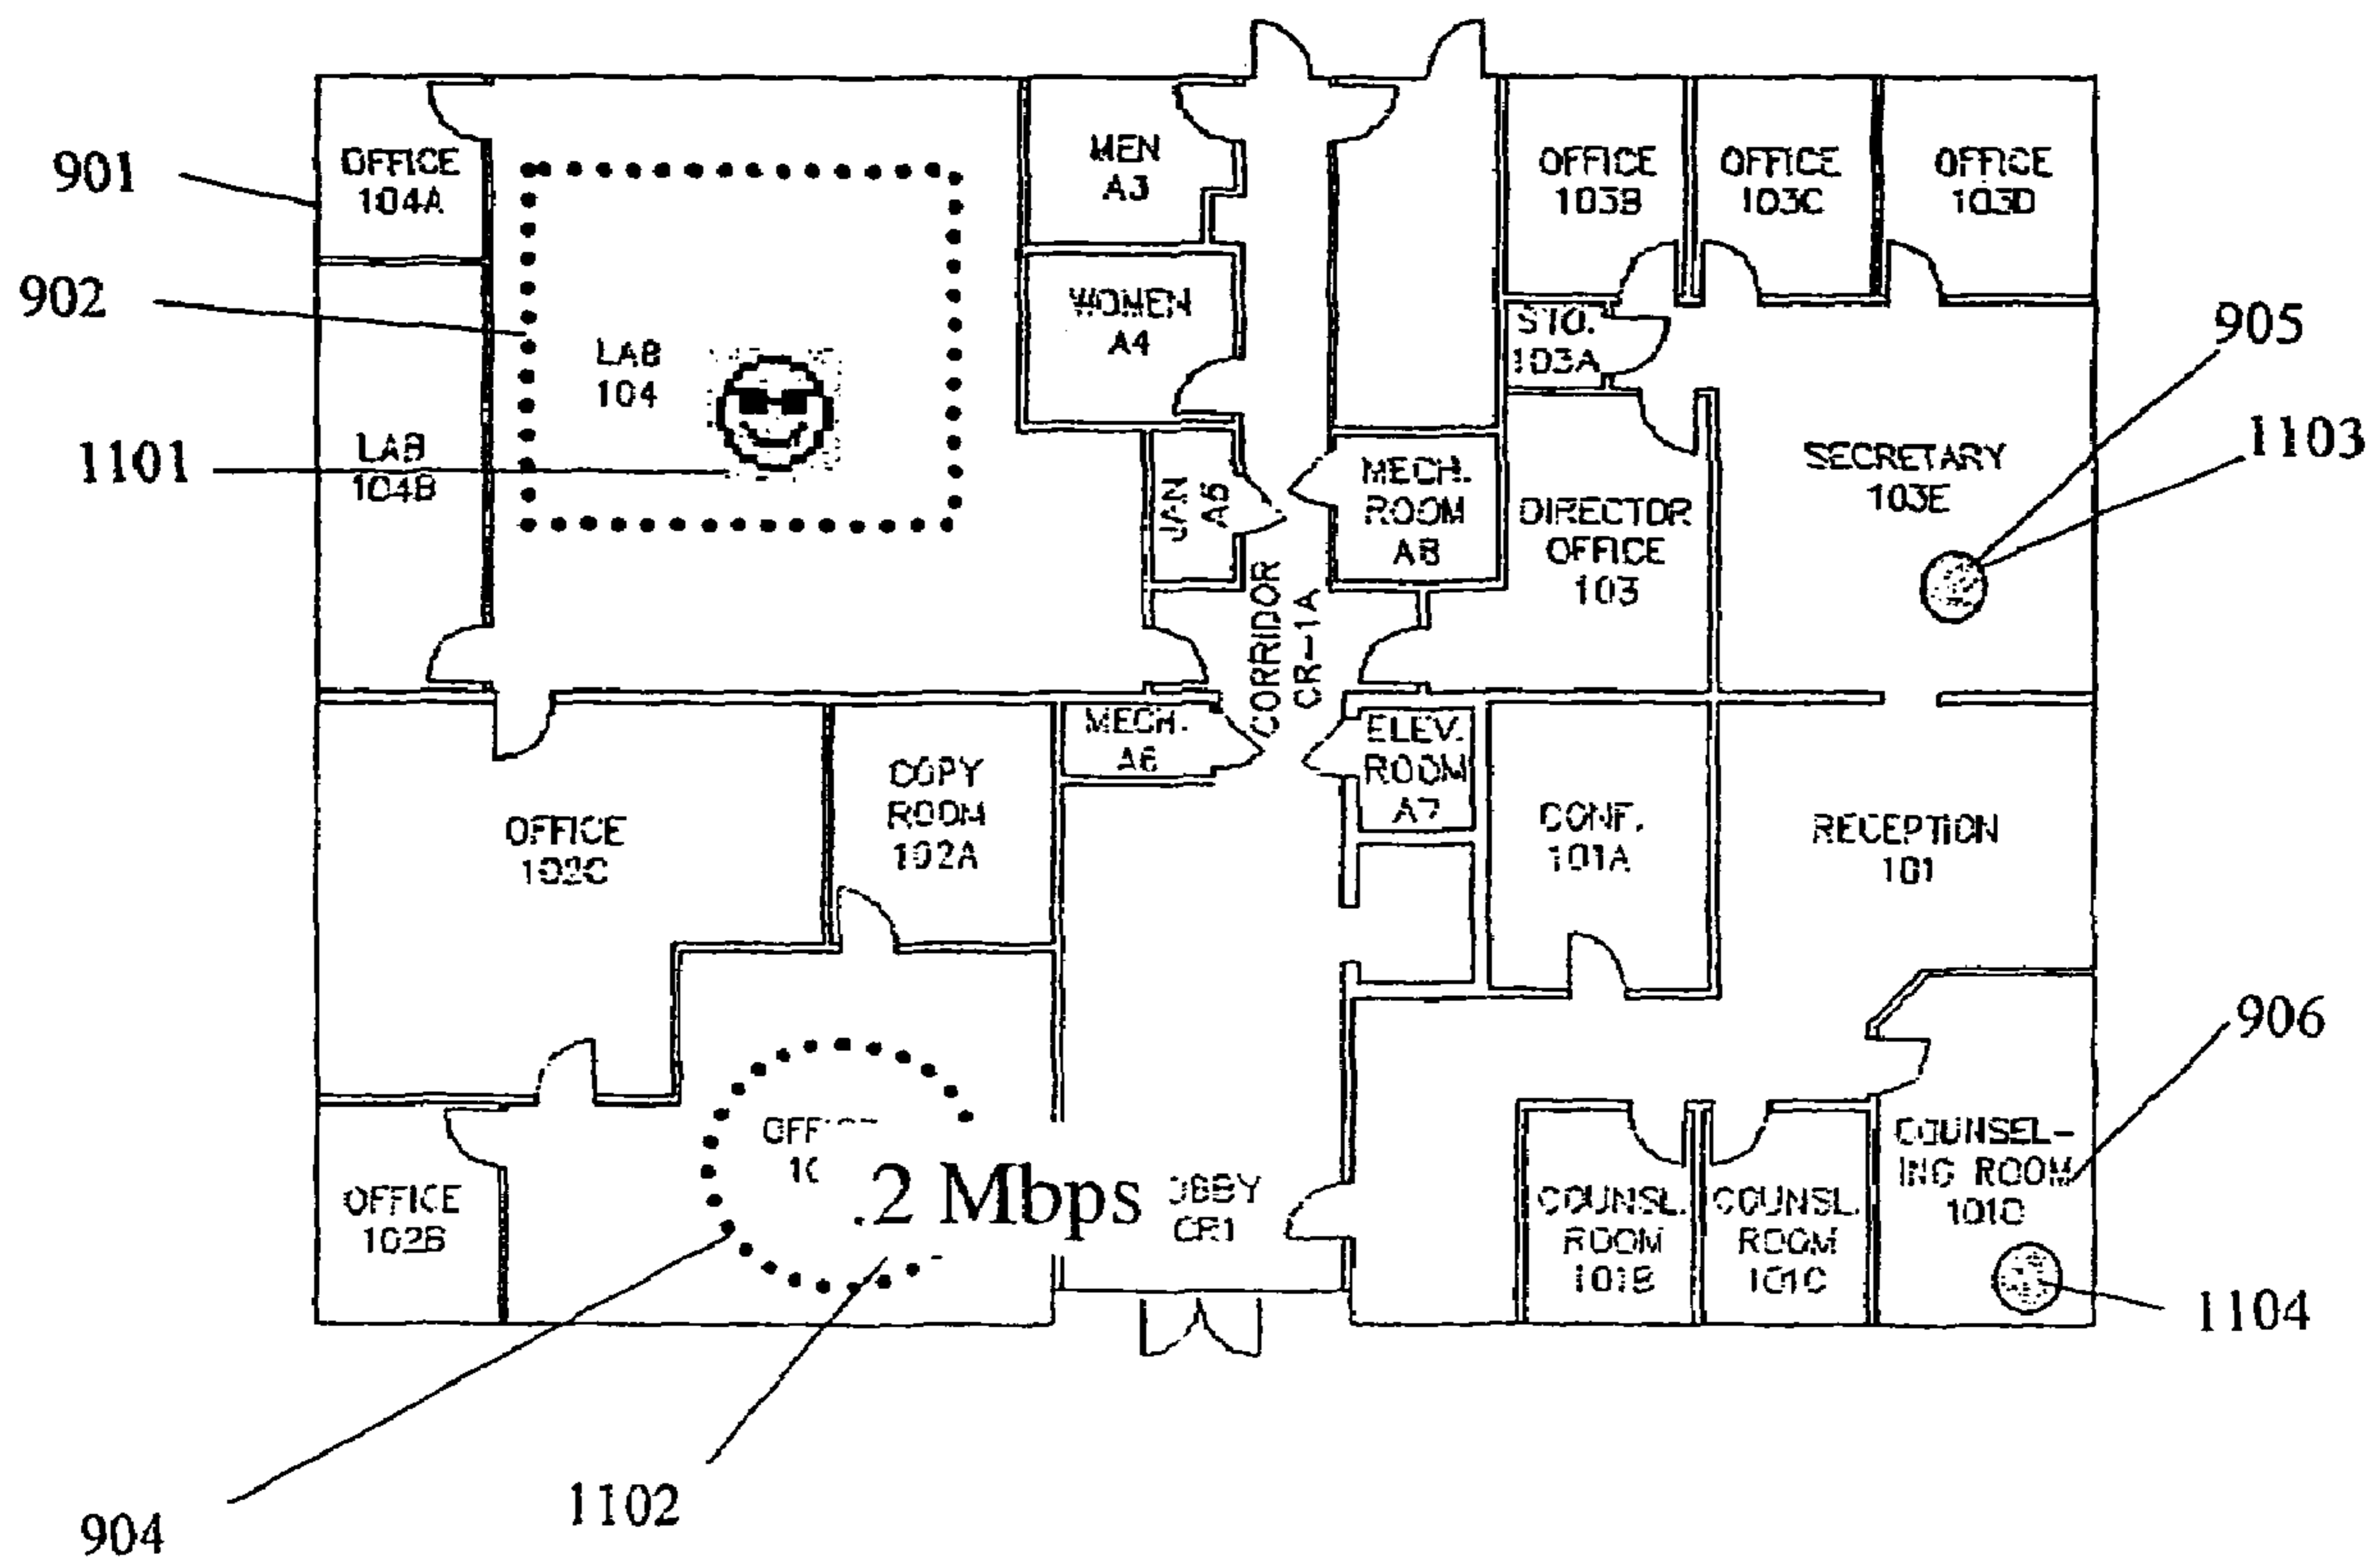 901
902
1101
OFFICE
104A
LAB
104B
LAB
104
MEN
A3
WOMEN
A4
JAN
A5
MECH.
ROOM
A8
CORRIDOR
CR-1A
OFFICE
103B
OFFICE
103C
OFFICE
103D
STO.
103A
DIRECTOR
OFFICE
103
SECRETARY
103E
905
1103
OFFICE
102C
COPY
ROOM
102A
MECH.
A6
ELEV.
ROOM
A7
CONF.
101A
RECEPTION
101
906
OFFICE
102B
OFF
.2 Mbps
OBBY
CR1
COUNSL.
ROOM
101B
COUNSL.
ROOM
101C
COUNSEL-
ING ROOM
101D
1104
904
1102